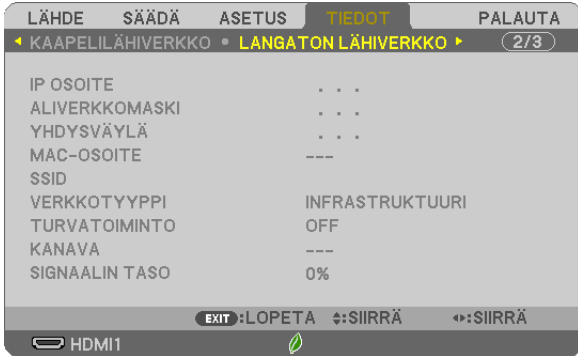 LÄHDE SÄÄDÄ ASETUS TIEDOT PALAUTA
KAAPELILÄHIVERKKO • LANGATON LÄHIVERKKO 2/3
IP OSOITE . . .
ALIVERKKOMASKI . . .
YHDYSVÄYLÄ . . .
MAC-OSOITE ---
SSID
VERKKOTYYPPI INFRASTRUKTUURI
TURVATOIMINTO OFF
KANAVA ---
SIGNAALIN TASO 0%
EXIT :LOPETA :SIIRRÄ :SIIRRÄ
HDMI1